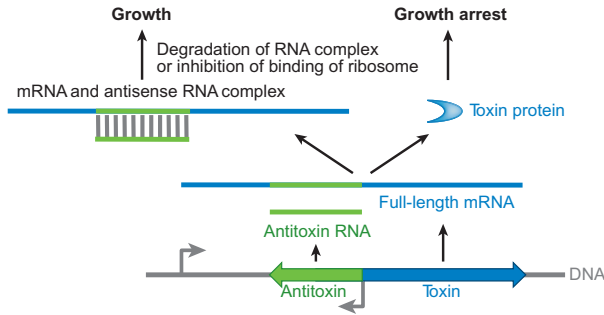 Growth
Growth arrest
Degradation of RNA complex
or inhibition of binding of ribosome
mRNA and antisense RNA complex
Toxin protein
Full-length mRNA
Antitoxin RNA
DNA
Antitoxin
Toxin